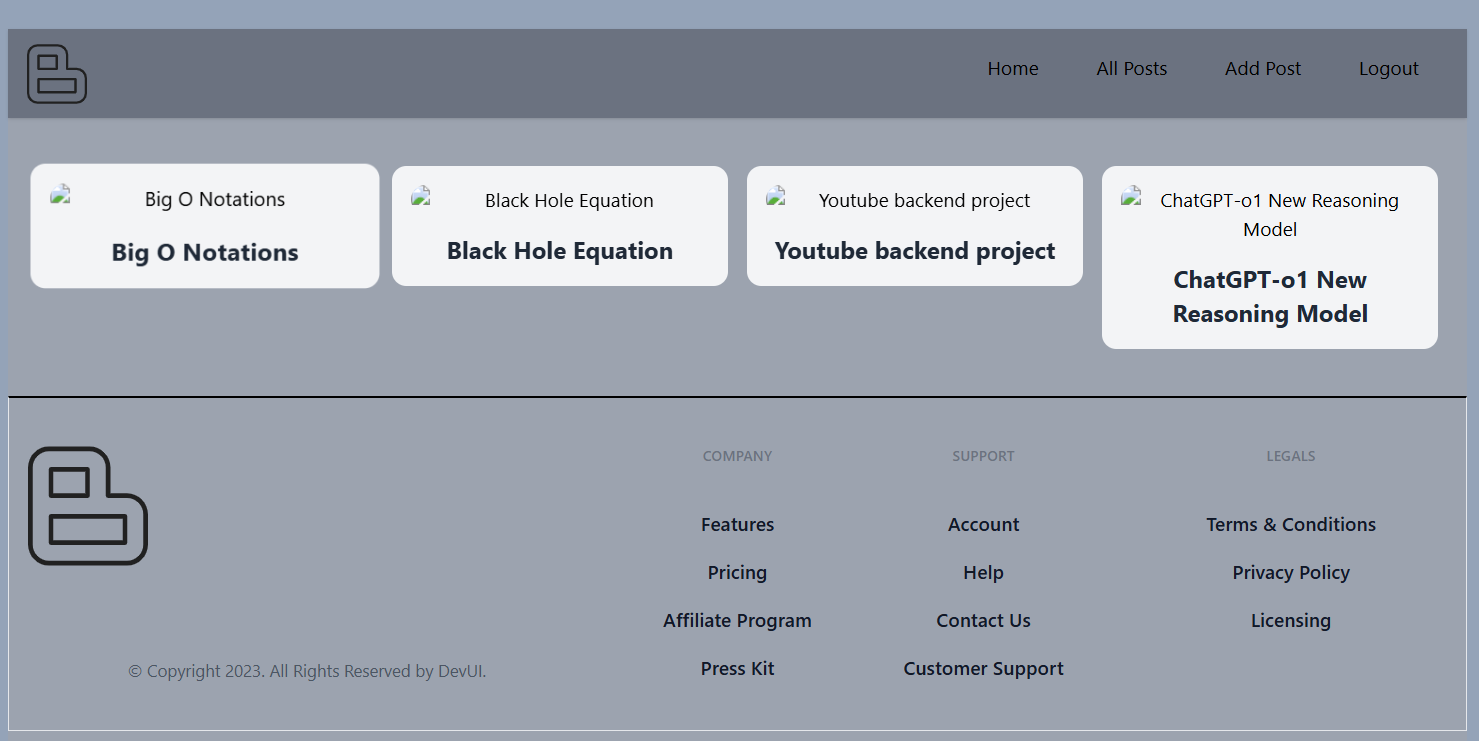 Home All Posts Add Post Logout
Big O Notations
Big O Notations
Black Hole Equation
Black Hole Equation
Youtube backend project
Youtube backend project
ChatGPT-o1 New Reasoning
Model
ChatGPT-o1 New
Reasoning Model
© Copyright 2023. All Rights Reserved by DevUI.
COMPANY
Features
Pricing
Affiliate Program
Press Kit
SUPPORT
Account
Help
Contact Us
Customer Support
LEGALS
Terms & Conditions
Privacy Policy
Licensing